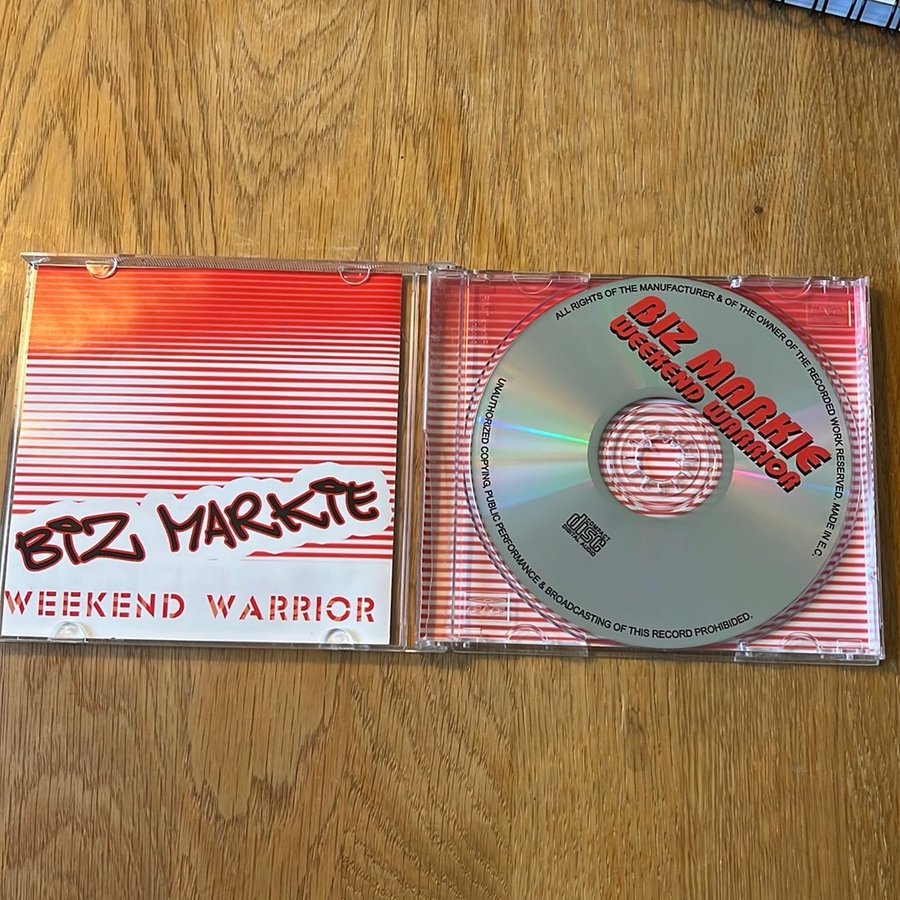 BIZ MARKIE
WEEKEND WARRIOR
ALL RIGHTS OF THE MANUFACTURER & OF THE OWNER OF THE RECORDED WORK RESERVED. MADE IN E.C.
BIZ MARKIE
WEEKEND WARRIOR
COMPACT
disc
DIGITAL AUDIO
UNAUTHORIZED COPYING, PUBLIC PERFORMANCE & BROADCASTING OF THIS RECORD PROHIBITED.